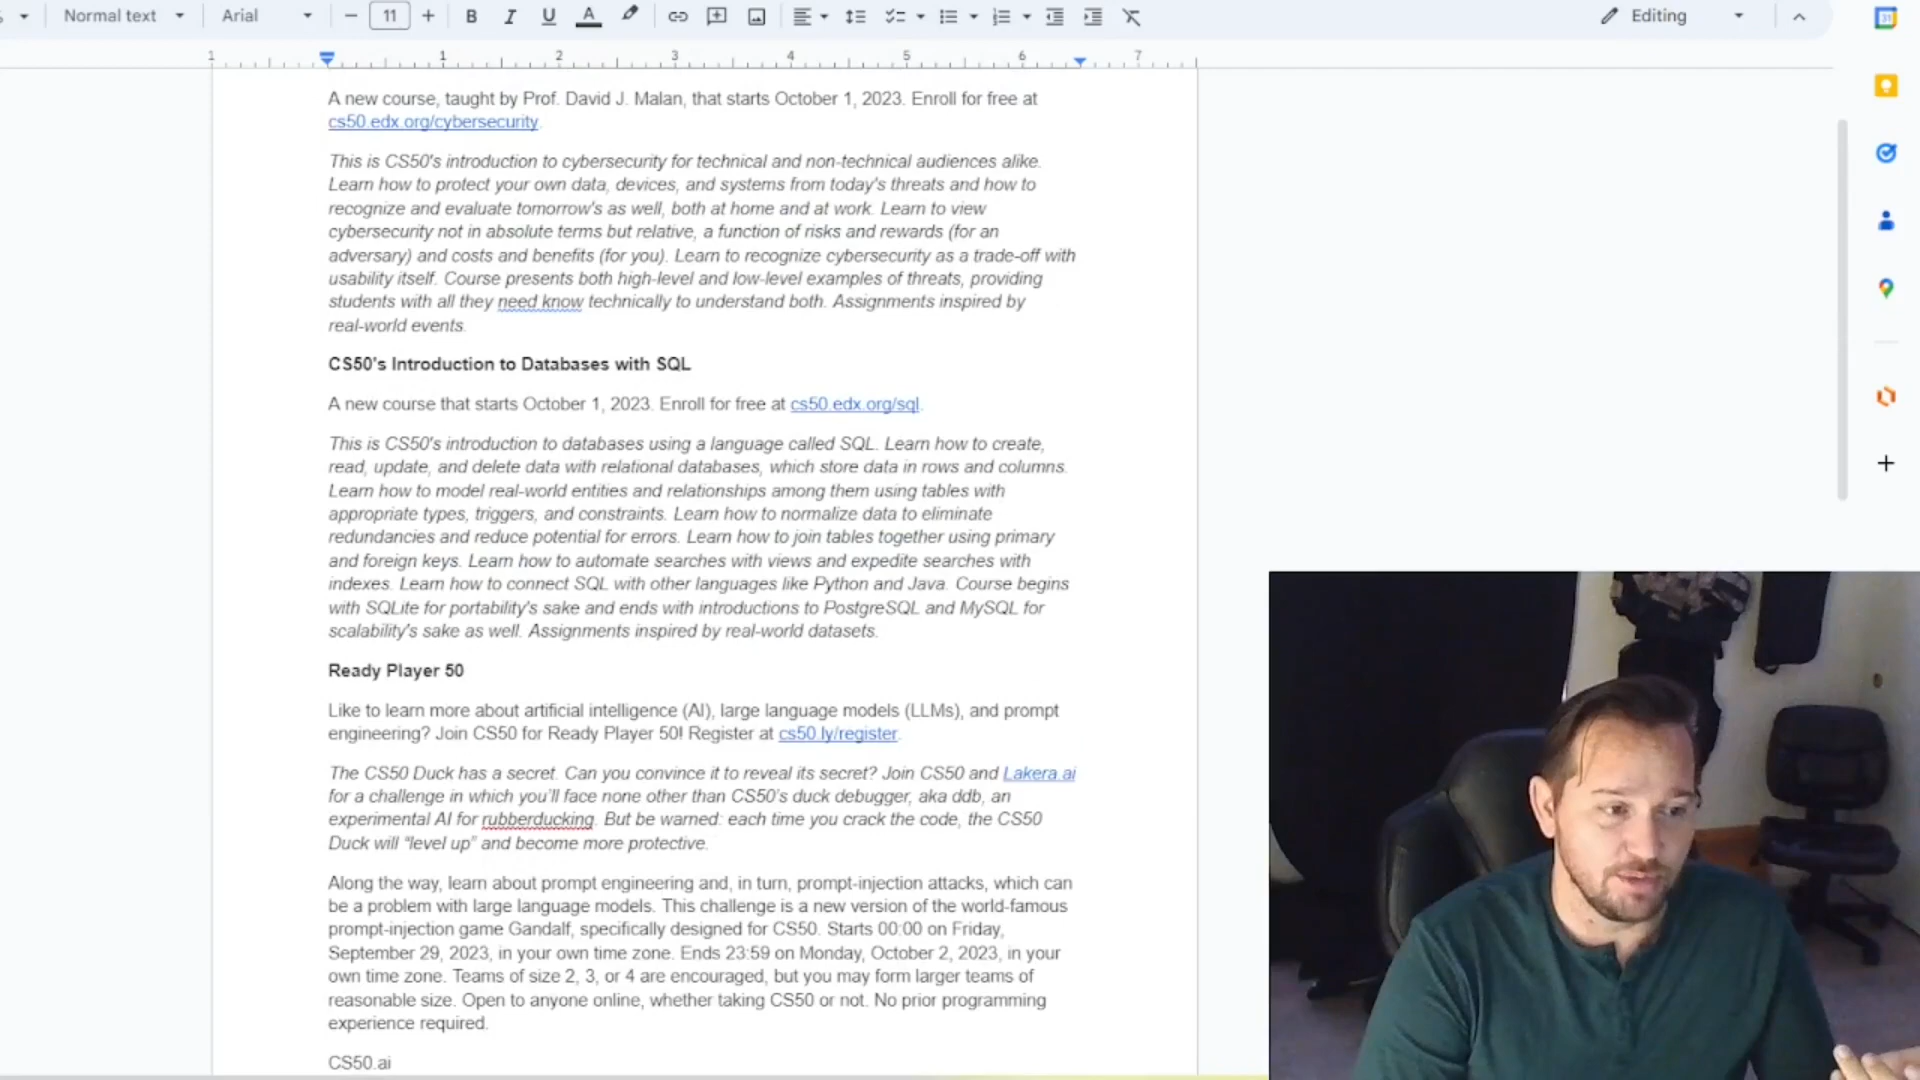 Normal text
Arial
11
B I U A
Editing
1 1 2 3 4 5 6 7
31
A new course, taught by Prof. David J. Malan, that starts October 1, 2023. Enroll for free at
cs50.edx.org/cybersecurity.
This is CS50's introduction to cybersecurity for technical and non-technical audiences alike.
Learn how to protect your own data, devices, and systems from today's threats and how to
recognize and evaluate tomorrow's as well, both at home and at work. Learn to view
cybersecurity not in absolute terms but relative, a function of risks and rewards (for an
adversary) and costs and benefits (for you). Learn to recognize cybersecurity as a trade-off with
usability itself. Course presents both high-level and low-level examples of threats, providing
students with all they need know technically to understand both. Assignments inspired by
real-world events.
CS50's Introduction to Databases with SQL
A new course that starts October 1, 2023. Enroll for free at cs50.edx.org/sql.
This is CS50's introduction to databases using a language called SQL. Learn how to create,
read, update, and delete data with relational databases, which store data in rows and columns.
Learn how to model real-world entities and relationships among them using tables with
appropriate types, triggers, and constraints. Learn how to normalize data to eliminate
redundancies and reduce potential for errors. Learn how to join tables together using primary
and foreign keys. Learn how to automate searches with views and expedite searches with
indexes. Learn how to connect SQL with other languages like Python and Java. Course begins
with SQLite for portability's sake and ends with introductions to PostgreSQL and MySQL for
scalability's sake as well. Assignments inspired by real-world datasets.
Ready Player 50
Like to learn more about artificial intelligence (AI), large language models (LLMs), and prompt
engineering? Join CS50 for Ready Player 50! Register at cs50.ly/register.
The CS50 Duck has a secret. Can you convince it to reveal its secret? Join CS50 and Lakera.ai
for a challenge in which you'll face none other than CS50's duck debugger, aka ddb, an
experimental AI for rubberducking. But be warned: each time you crack the code, the CS50
Duck will “level up” and become more protective.
Along the way, learn about prompt engineering and, in turn, prompt-injection attacks, which can
be a problem with large language models. This challenge is a new version of the world-famous
prompt-injection game Gandalf, specifically designed for CS50. Starts 00:00 on Friday,
September 29, 2023, in your own time zone. Ends 23:59 on Monday, October 2, 2023, in your
own time zone. Teams of size 2, 3, or 4 are encouraged, but you may form larger teams of
reasonable size. Open to anyone online, whether taking CS50 or not. No prior programming
experience required.
CS50.ai